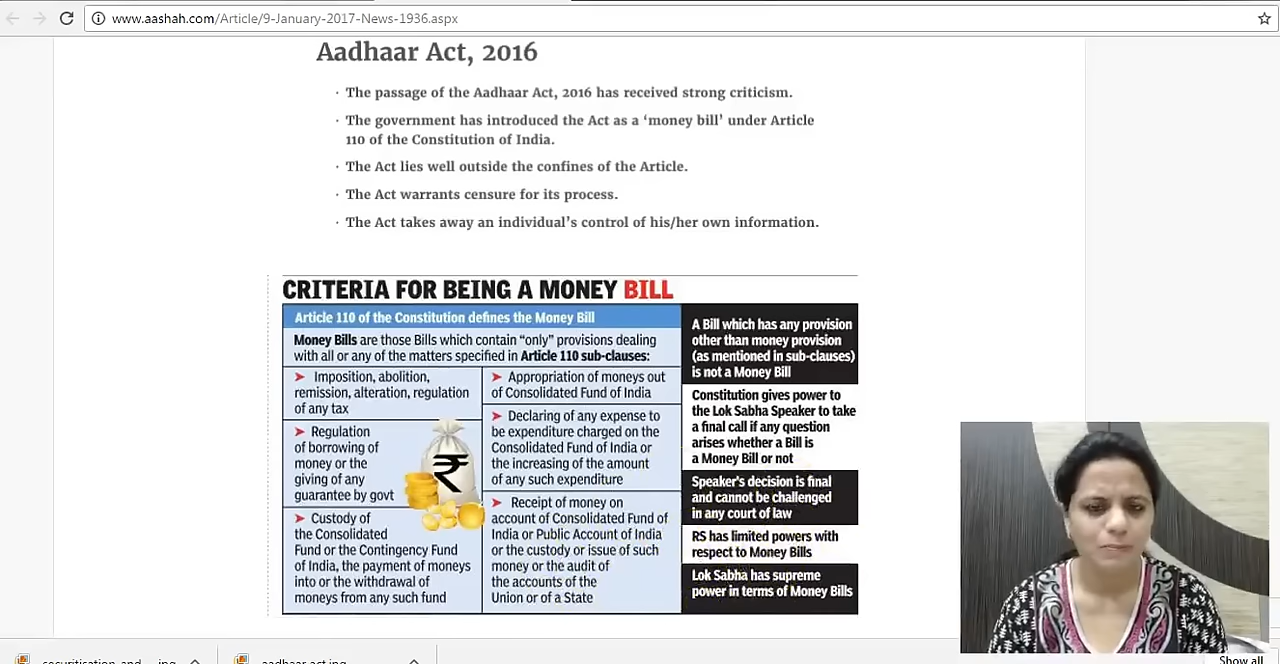 www.aashah.com/Article/9-January-2017-News-1936.aspx
Aadhaar Act, 2016
· The passage of the Aadhaar Act, 2016 has received strong criticism.
· The government has introduced the Act as a ‘money bill’ under Article
110 of the Constitution of India.
· The Act lies well outside the confines of the Article.
· The Act warrants censure for its process.
· The Act takes away an individual’s control of his/her own information.
CRITERIA FOR BEING A MONEY BILL
Article 110 of the Constitution defines the Money Bill
Money Bills are those Bills which contain “only” provisions dealing
with all or any of the matters specified in Article 110 sub-clauses:
➤ Imposition, abolition,
remission, alteration, regulation
of any tax
➤ Regulation
of borrowing of
money or the
giving of any
guarantee by govt
➤ Custody of
the Consolidated
Fund or the Contingency Fund
of India, the payment of moneys
into or the withdrawal of
moneys from any such fund
➤ Appropriation of moneys out
of Consolidated Fund of India
➤ Declaring of any expense to
be expenditure charged on the
Consolidated Fund of India or
the increasing of the amount
of any such expenditure
➤ Receipt of money on
account of Consolidated Fund of
India or Public Account of India
or the custody or issue of such
money or the audit of
the accounts of the
Union or of a State
A Bill which has any provision
other than money provision
(as mentioned in sub-clauses)
is not a Money Bill
Constitution gives power to
the Lok Sabha Speaker to take
a final call if any question
arises whether a Bill is
a Money Bill or not
Speaker’s decision is final
and cannot be challenged
in any court of law
RS has limited powers with
respect to Money Bills
Lok Sabha has supreme
power in terms of Money Bills
₹
Show all